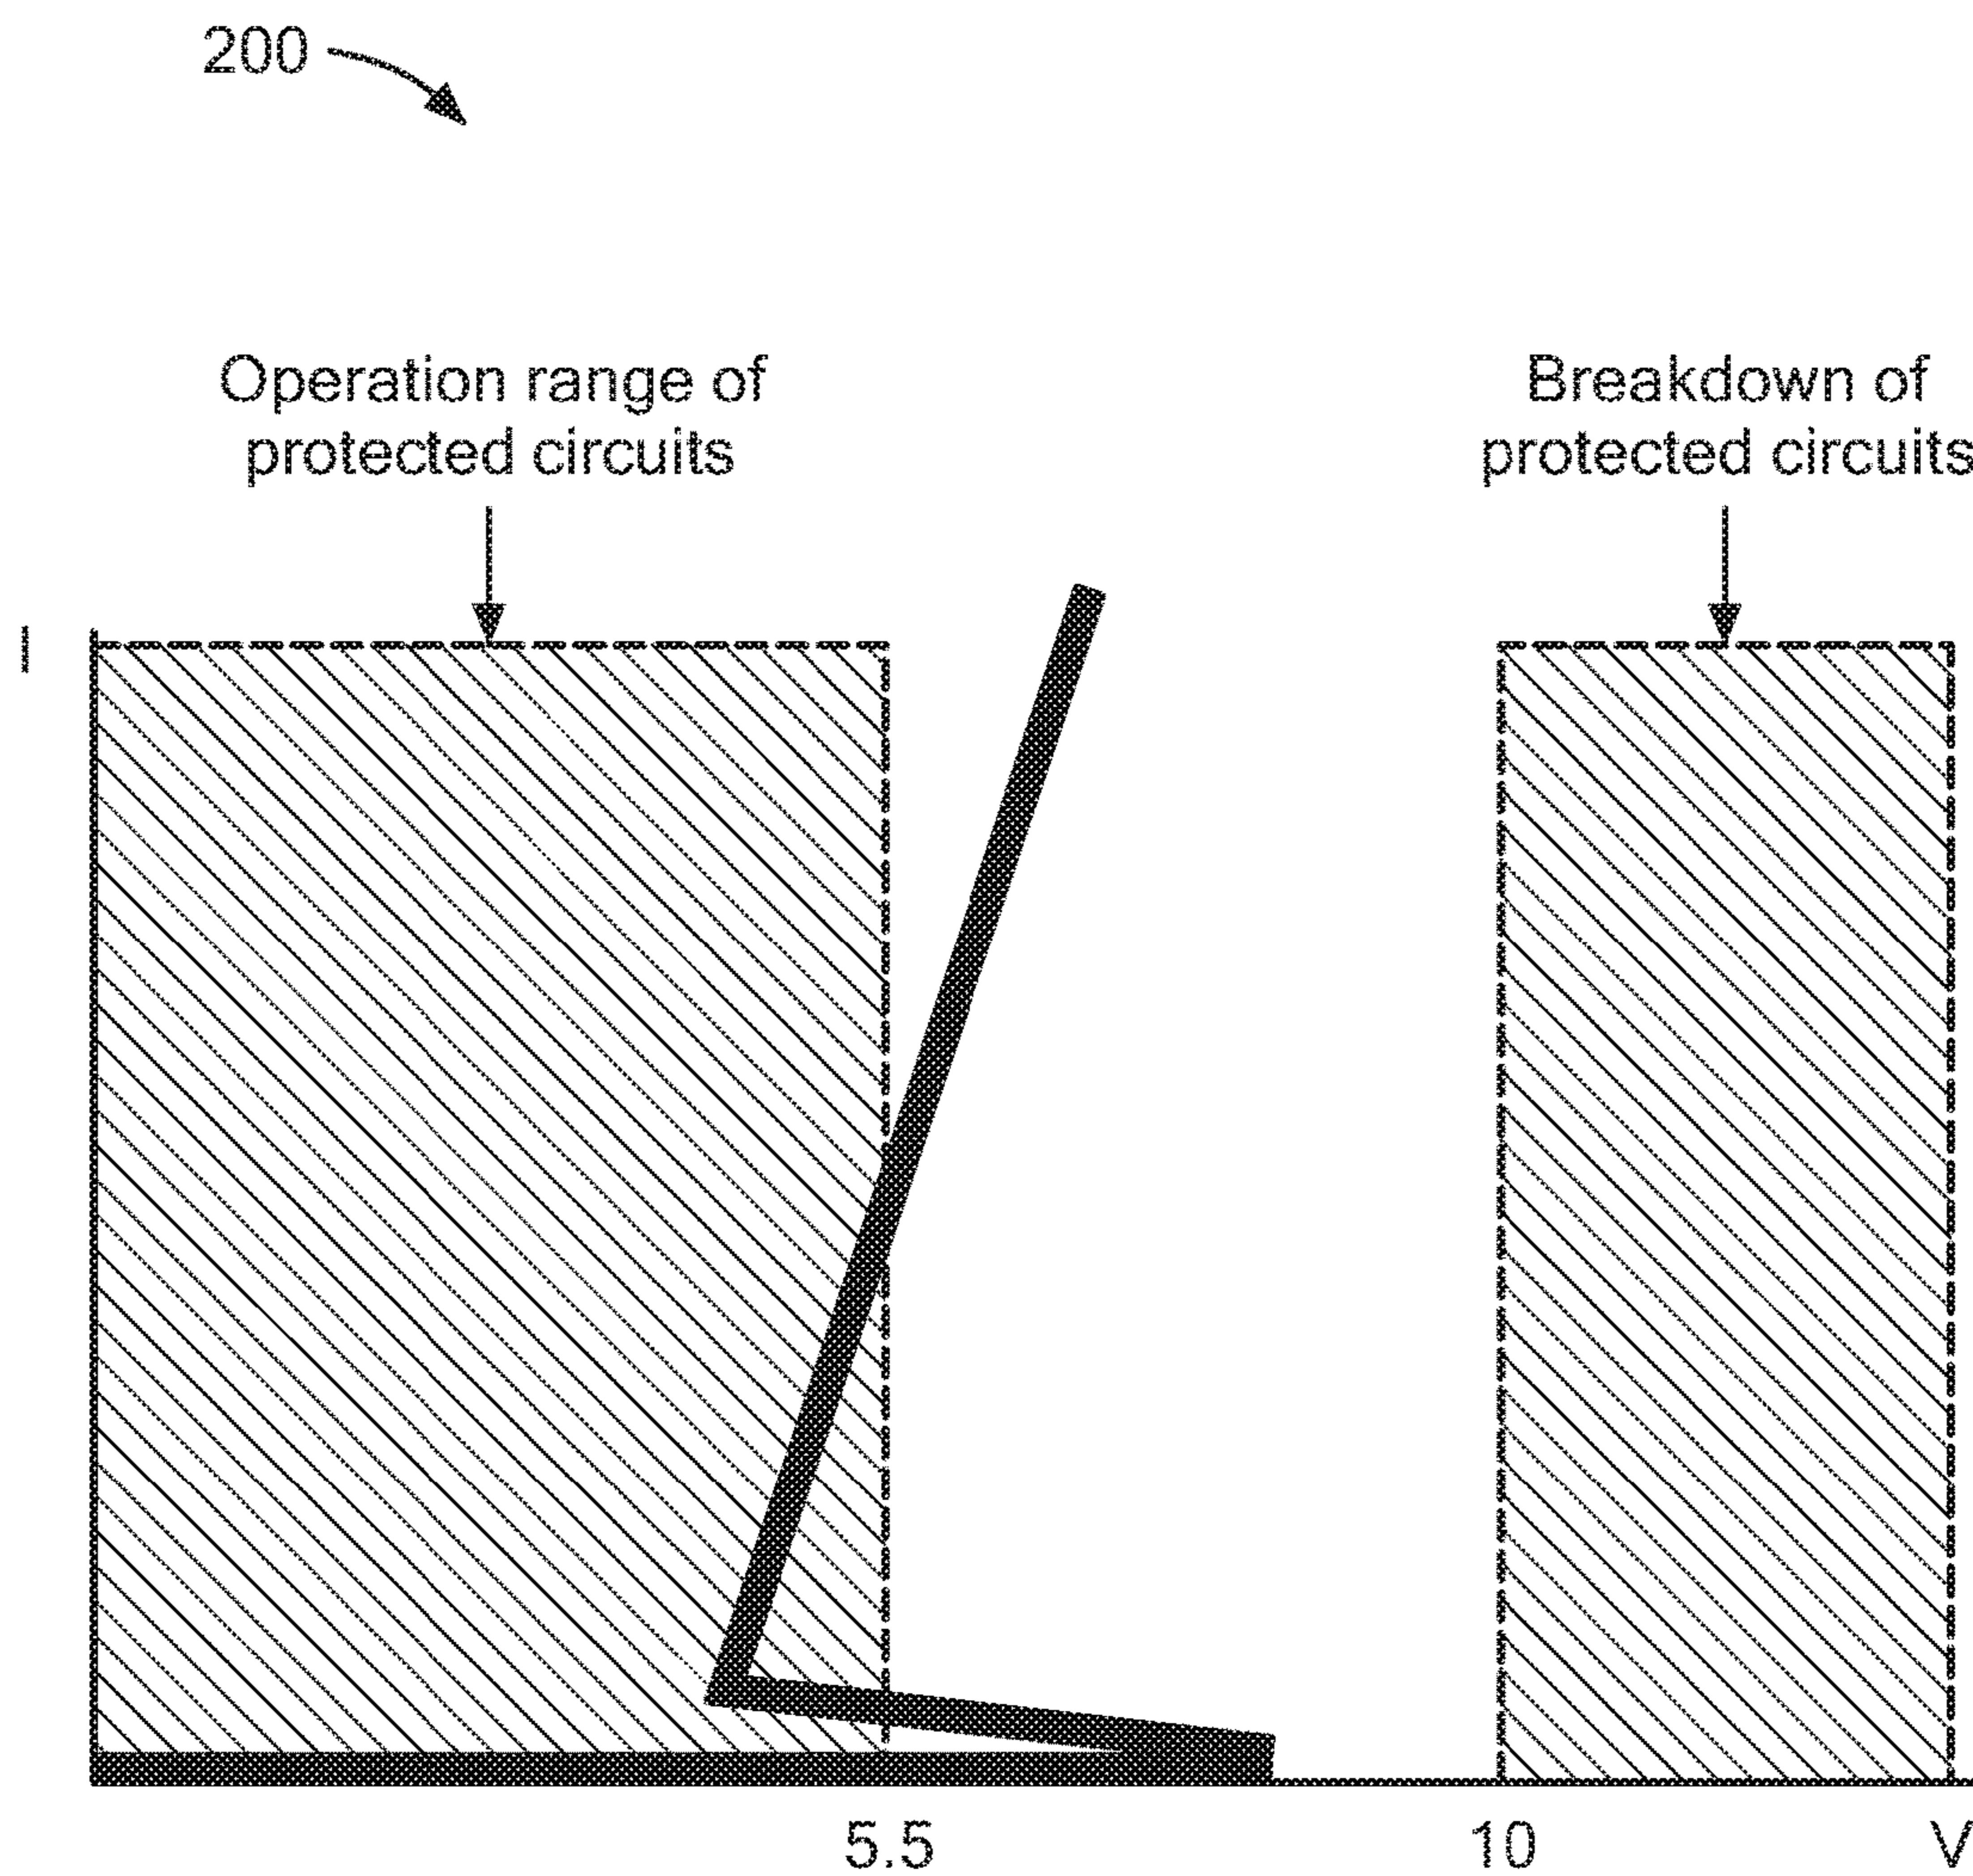 200
Operation range of
protected circuits
Breakdown of
protected circuits
I
5.5
10
V